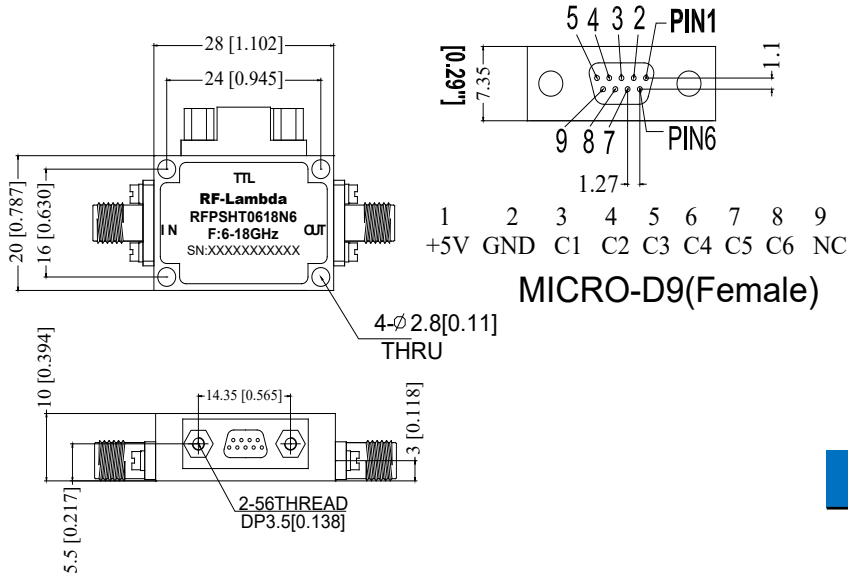 28 [1.102]
24 [0.945]
20 [0.787]
16 [0.630]
TTL
RF-Lambda
RFPSHT0618N6
F:6-18GHz
SN:XXXXXXXXXXX
IN
OUT
4-∅2.8[0.11]
THRU
5 4 3 2 PIN1
[0.29"]
7.35
1.1
9 8 7 PIN6
1.27
1 2 3 4 5 6 7 8 9
+5V GND C1 C2 C3 C4 C5 C6 NC
MICRO-D9(Female)
10 [0.394]
14.35 [0.565]
3 [0.118]
5.5 [0.217]
2-56THREAD
DP3.5[0.138]